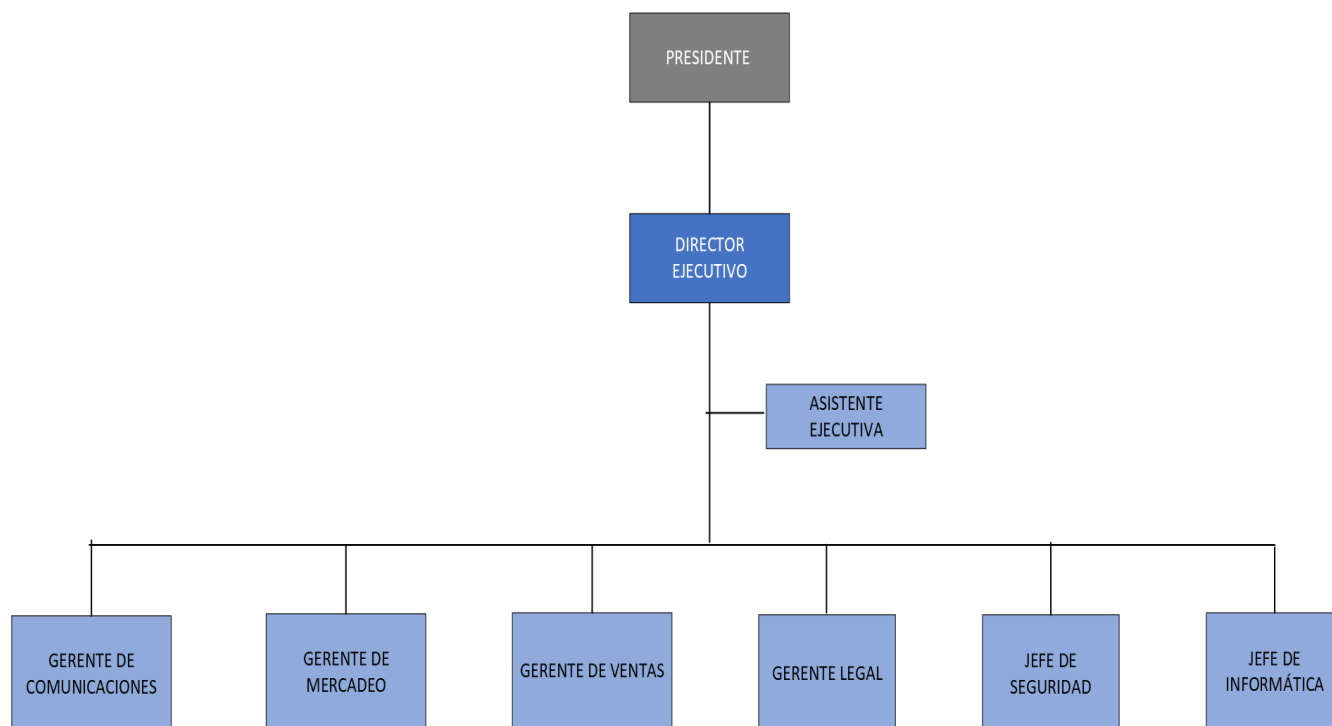 PRESIDENTE
DIRECTOR
EJECUTIVO
ASISTENTE
EJECUTIVA
GERENTE DE
COMUNICACIONES
GERENTE DE
MERCADEO
GERENTE DE VENTAS
GERENTE LEGAL
JEFE DE
SEGURIDAD
JEFE DE
INFORMÁTICA